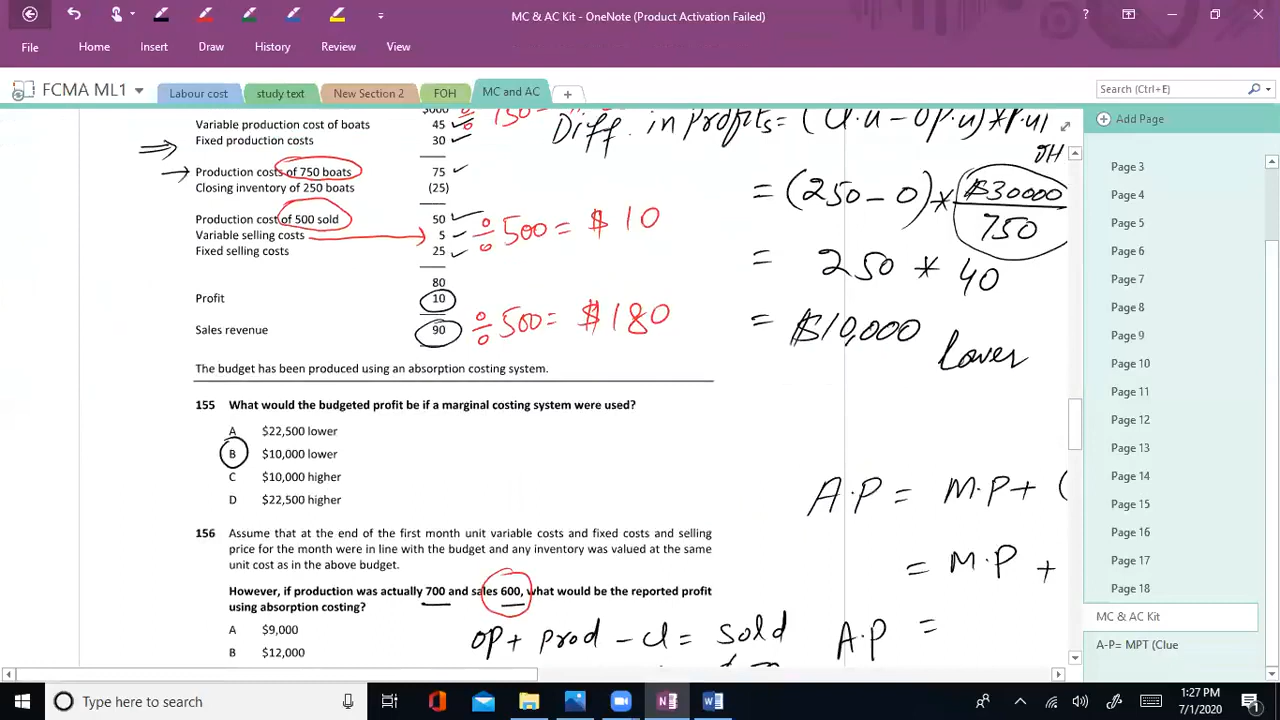 MC & AC Kit - OneNote (Product Activation Failed)
File Home Insert Draw History Review View
FCMA ML1 Labour cost study text New Section 2 FOH MC and AC
Search (Ctrl+E)
Add Page
Page 3
Page 4
Page 5
Page 6
Page 7
Page 8
Page 9
Page 10
Page 11
Page 12
Page 13
Page 14
Page 15
Page 16
Page 17
Page 18
MC & AC Kit
A-P= MPT (Clue
$000
Variable production cost of boats 45
Fixed production costs 30
Production costs of 750 boats 75
Closing inventory of 250 boats (25)
Production cost of 500 sold 50
Variable selling costs 5
÷500 = $10
Fixed selling costs 25
80
Profit 10
Sales revenue 90
÷500 = $180
The budget has been produced using an absorption costing system.
155 What would the budgeted profit be if a marginal costing system were used?
A $22,500 lower
B $10,000 lower
C $10,000 higher
D $22,500 higher
156 Assume that at the end of the first month unit variable costs and fixed costs and selling
price for the month were in line with the budget and any inventory was valued at the same
unit cost as in the above budget.
However, if production was actually 700 and sales 600, what would be the reported profit
using absorption costing?
A $9,000
B $12,000
op + prod - cl = sold
Diff. in Profits = (Cl.u - Op.u) * P.u)
OH
= (250 - 0) * $30000
750
= 250 * 40
= $10,000 Lower
A.P = M.P + (
= M.P +
A.P =
Type here to search
1:27 PM
7/1/2020